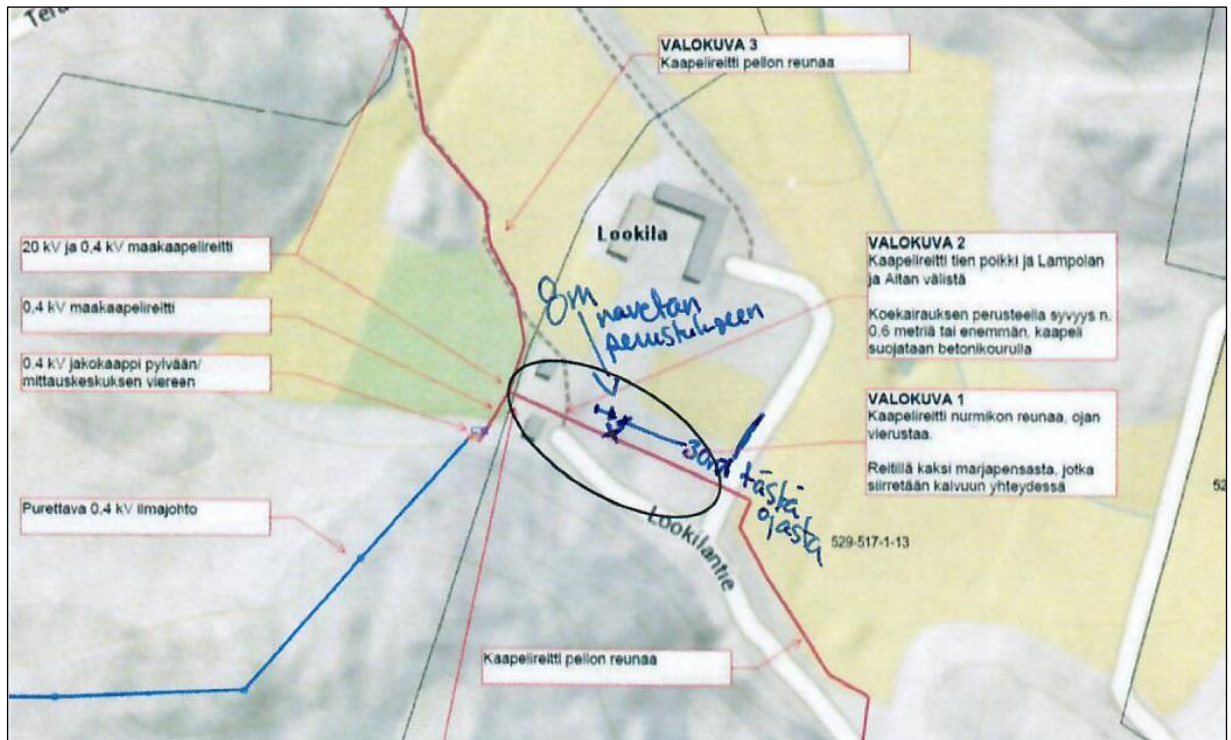 VALOKUVA 3
Kaapelireitti pellon reunaa
Lookila
20 kV ja 0,4 kV maakaapelireitti
0,4 kV maakaapelireitti
0.4 kV jakokaappi pylvään/
mittauskeskuksen viereen
Purettava 0,4 kV ilmajohto
8m
navetan
perustukseen
VALOKUVA 2
Kaapelireitti tien poikki ja Lampolan
ja Aitan välistä
Koekairauksen perusteella syvyys n.
0,6 metriä tai enemmän, kaapeli
suojataan betonikourulla
VALOKUVA 1
Kaapelireitti nurmikon reunaa, ojan
vierustaa.
Reitillä kaksi marjapensasta, jotka
siirretään kaivuun yhteydessä
30m tästä
ojasta
Lookilantie
529-517-1-13
52
Kaapelireitti pellon reunaa